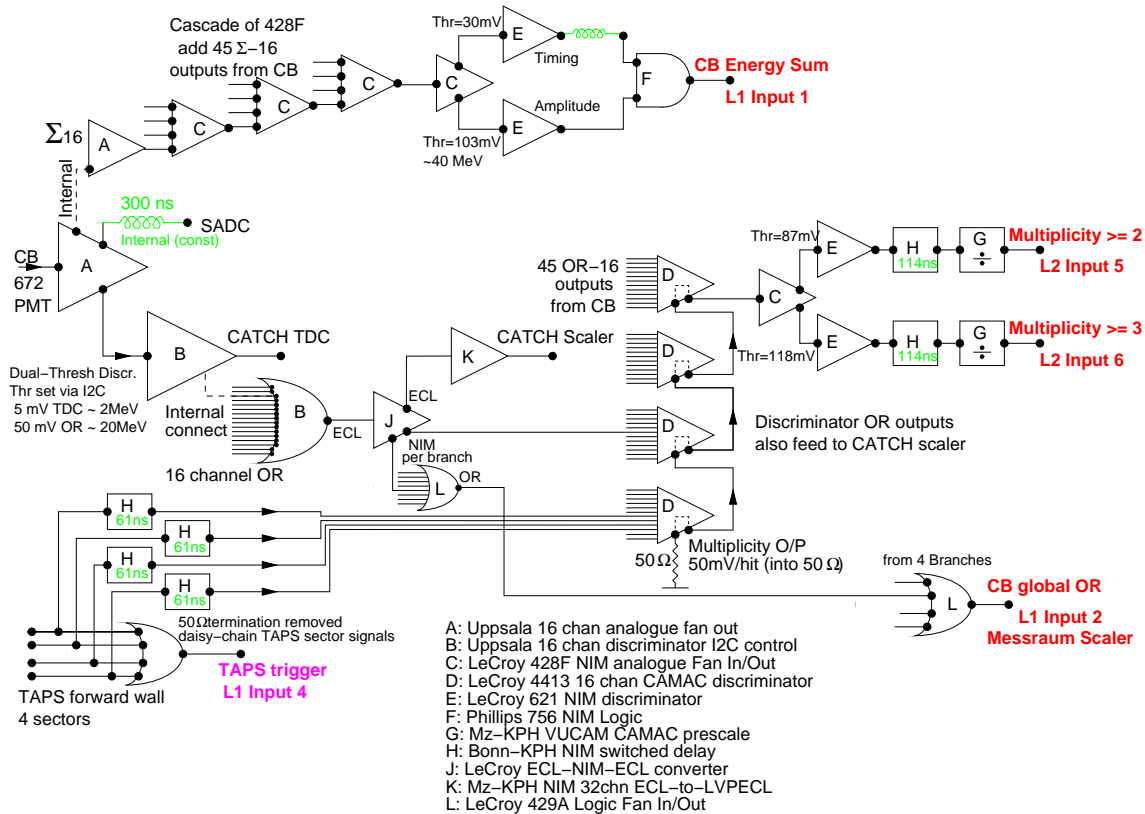 Cascade of 428F
add 45 Σ−16
outputs from CB
Thr=30mV
E
Timing
C
C
C
C
F
CB Energy Sum
L1 Input 1
Amplitude
E
Thr=103mV
~40 MeV
Σ16
A
Internal
300 ns
Internal (const)
SADC
CB
672
PMT
A
45 OR−16
outputs
from CB
D
Thr=87mV
E
H
114ns
G
÷
Multiplicity >= 2
L2 Input 5
C
Thr=118mV
E
H
114ns
G
÷
Multiplicity >= 3
L2 Input 6
B
CATCH TDC
K
CATCH Scaler
D
Dual−Thresh Discr.
Thr set via I2C
5 mV TDC ~ 2MeV
50 mV OR ~ 20MeV
Internal
connect
B
ECL
ECL
J
NIM
per branch
16 channel OR
L
OR
D
Discriminator OR outputs
also feed to CATCH scaler
H
61ns
H
61ns
H
61ns
H
61ns
D
50Ω
Multiplicity O/P
50mV/hit (into 50 Ω)
from 4 Branches
L
CB global OR
L1 Input 2
Messraum Scaler
50Ωtermination removed
daisy−chain TAPS sector signals
TAPS trigger
L1 Input 4
TAPS forward wall
4 sectors
A: Uppsala 16 chan analogue fan out
B: Uppsala 16 chan discriminator I2C control
C: LeCroy 428F NIM analogue Fan In/Out
D: LeCroy 4413 16 chan CAMAC discriminator
E: LeCroy 621 NIM discriminator
F: Phillips 756 NIM Logic
G: Mz−KPH VUCAM CAMAC prescale
H: Bonn−KPH NIM switched delay
J: LeCroy ECL−NIM−ECL converter
K: Mz−KPH NIM 32chn ECL−to−LVPECL
L: LeCroy 429A Logic Fan In/Out